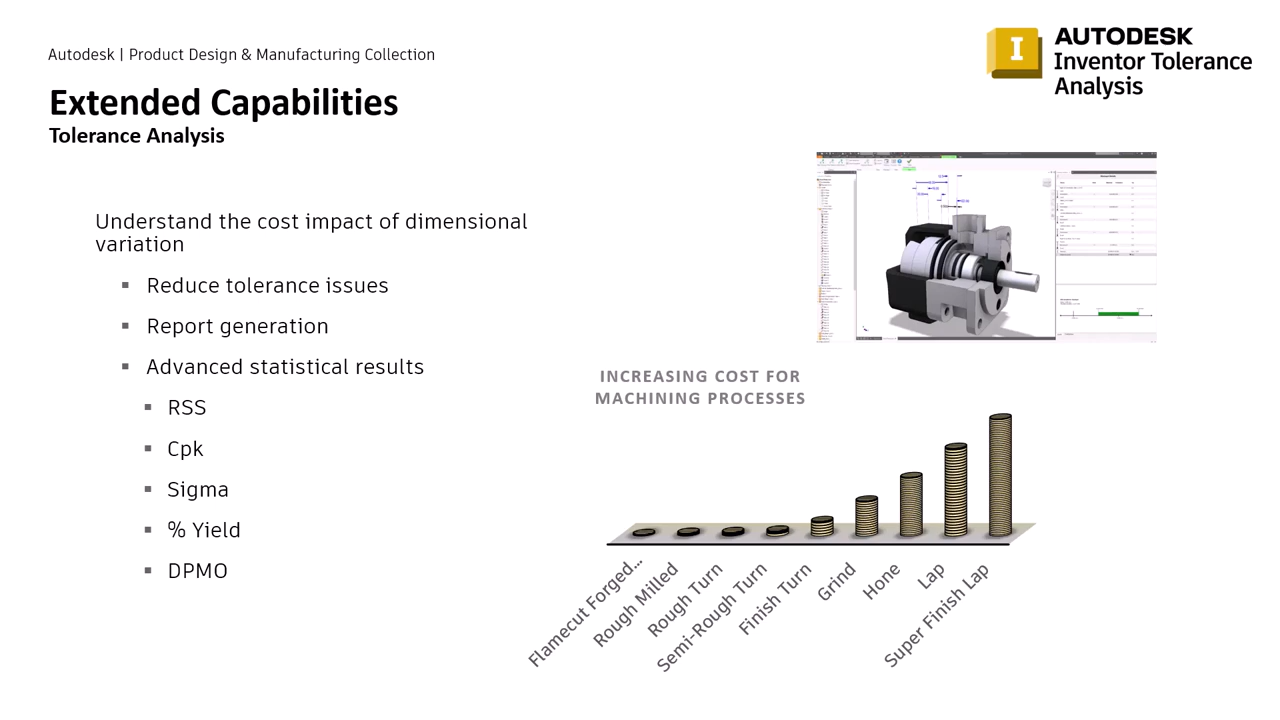 Autodesk | Product Design & Manufacturing Collection
AUTODESK
Inventor Tolerance
Analysis
Extended Capabilities
Tolerance Analysis
Understand the cost impact of dimensional
variation
▪ Reduce tolerance issues
▪ Report generation
▪ Advanced statistical results
▪ RSS
▪ Cpk
▪ Sigma
▪ % Yield
▪ DPMO
INCREASING COST FOR
MACHINING PROCESSES
Flamecut Forged...
Rough Milled
Rough Turn
Semi-Rough Turn
Finish Turn
Grind
Hone
Lap
Super Finish Lap